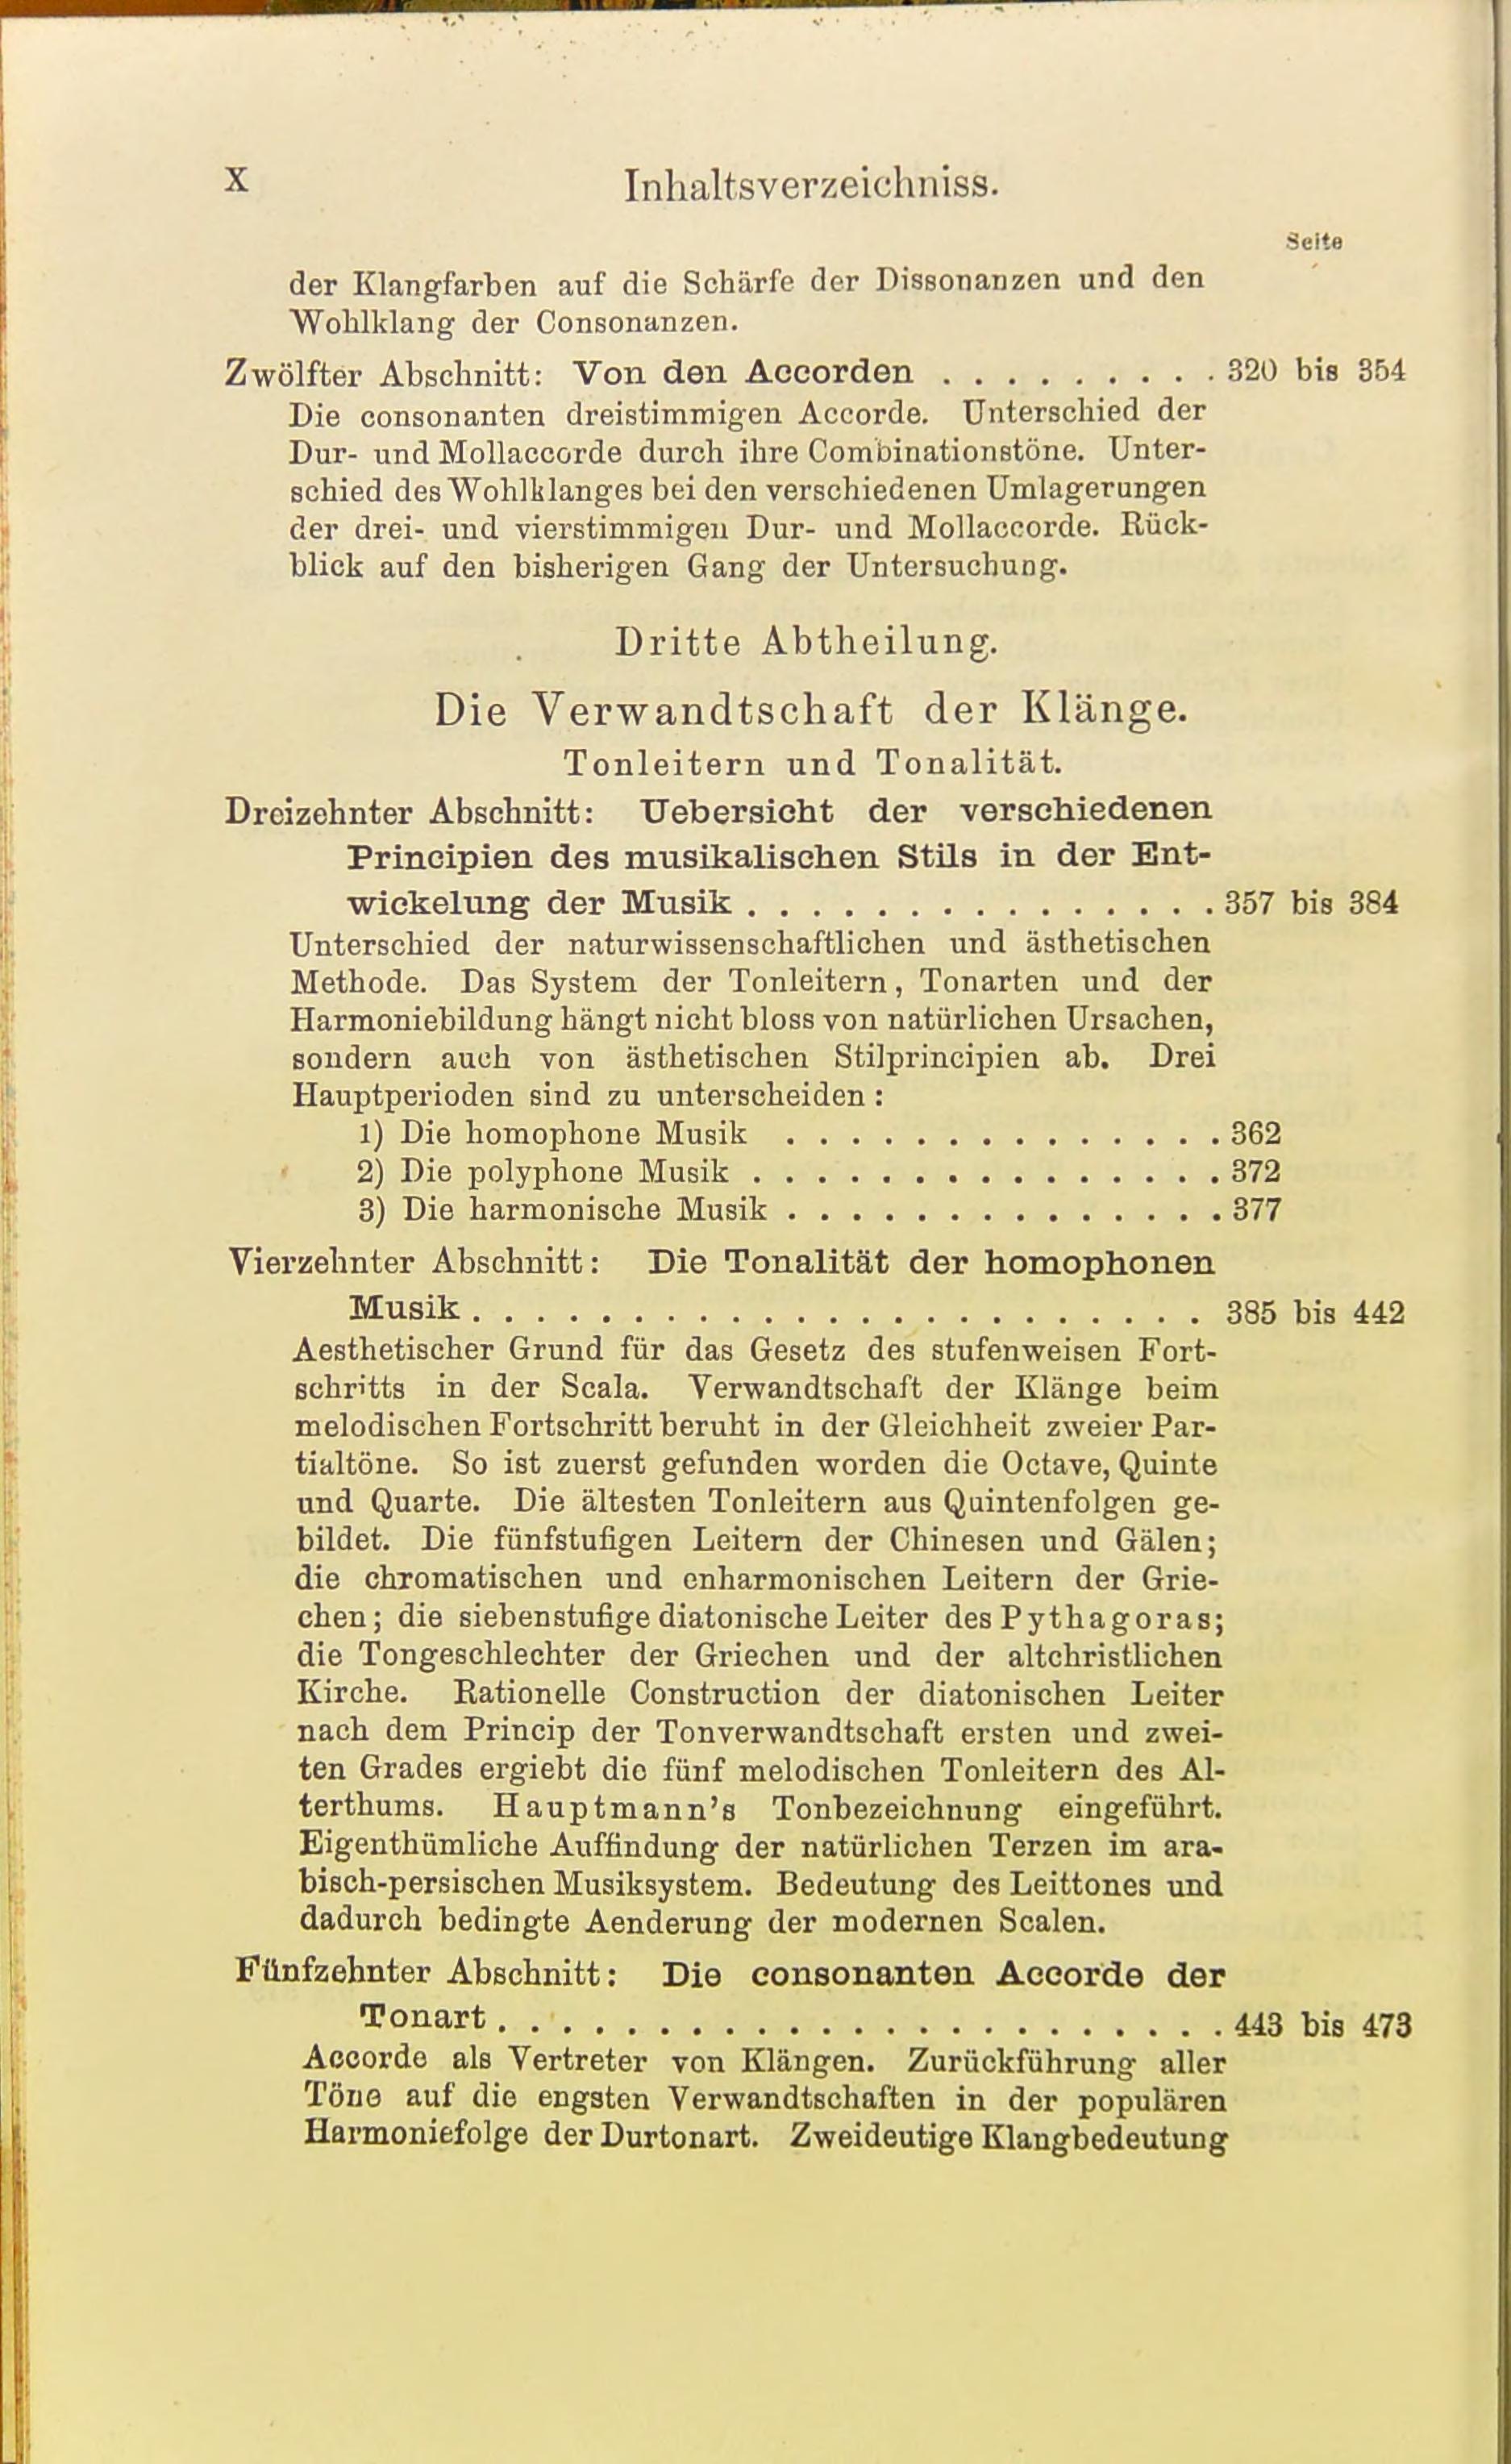 X
Inhaltsverzeichniss.
Seite
der Klangfarben auf die Schärfe der Dissonanzen und den
Wohlklang der Consonanzen.
Zwölfter Abschnitt: Von den Accorden . . . . . . . . . 320 bis 354
Die consonanten dreistimmigen Accorde. Unterschied der
Dur- und Mollaccorde durch ihre Combinationstöne. Unter-
schied des Wohlklanges bei den verschiedenen Umlagerungen
der drei- und vierstimmigen Dur- und Mollaccorde. Rück-
blick auf den bisherigen Gang der Untersuchung.
Dritte Abtheilung.
Die Verwandtschaft der Klänge.
Tonleitern und Tonalität.
Dreizehnter Abschnitt: Uebersicht der verschiedenen
Principien des musikalischen Stils in der Ent-
wickelung der Musik . . . . . . . . . . . . . . . 357 bis 384
Unterschied der naturwissenschaftlichen und ästhetischen
Methode. Das System der Tonleitern, Tonarten und der
Harmoniebildung hängt nicht bloss von natürlichen Ursachen,
sondern auch von ästhetischen Stilprincipien ab. Drei
Hauptperioden sind zu unterscheiden :
1) Die homophone Musik . . . . . . . . . . . . . . 362
2) Die polyphone Musik . . . . . . . . . . . . . . . 372
3) Die harmonische Musik . . . . . . . . . . . . . . 377
Vierzehnter Abschnitt: Die Tonalität der homophonen
Musik . . . . . . . . . . . . . . . . . . . . . . . 385 bis 442
Aesthetischer Grund für das Gesetz des stufenweisen Fort-
schritts in der Scala. Verwandtschaft der Klänge beim
melodischen Fortschritt beruht in der Gleichheit zweier Par-
tialtöne. So ist zuerst gefunden worden die Octave, Quinte
und Quarte. Die ältesten Tonleitern aus Quintenfolgen ge-
bildet. Die fünfstufigen Leitern der Chinesen und Gälen;
die chromatischen und enharmonischen Leitern der Grie-
chen; die siebenstufige diatonische Leiter des Pythagoras;
die Tongeschlechter der Griechen und der altchristlichen
Kirche. Rationelle Construction der diatonischen Leiter
nach dem Princip der Tonverwandtschaft ersten und zwei-
ten Grades ergiebt die fünf melodischen Tonleitern des Al-
terthums. Hauptmann's Tonbezeichnung eingeführt.
Eigenthümliche Auffindung der natürlichen Terzen im ara-
bisch-persischen Musiksystem. Bedeutung des Leittones und
dadurch bedingte Aenderung der modernen Scalen.
Fünfzehnter Abschnitt: Die consonanten Accorde der
Tonart . . . . . . . . . . . . . . . . . . . . . . . 443 bis 473
Accorde als Vertreter von Klängen. Zurückführung aller
Töne auf die engsten Verwandtschaften in der populären
Harmoniefolge der Durtonart. Zweideutige Klangbedeutung